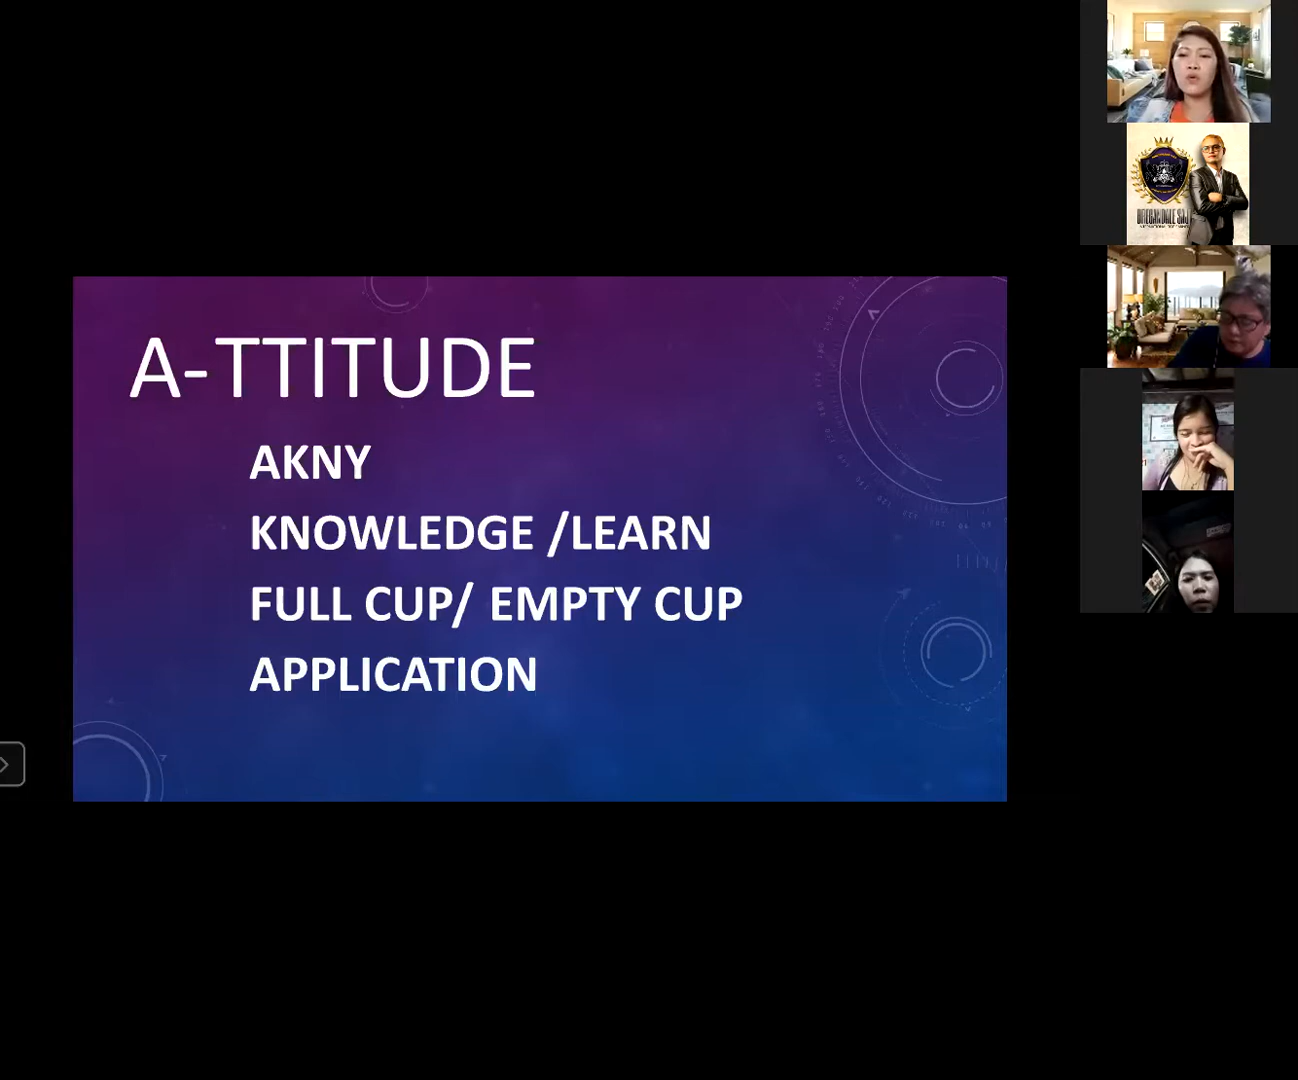 A-TTITUDE
AKNY
KNOWLEDGE /LEARN
FULL CUP/ EMPTY CUP
APPLICATION